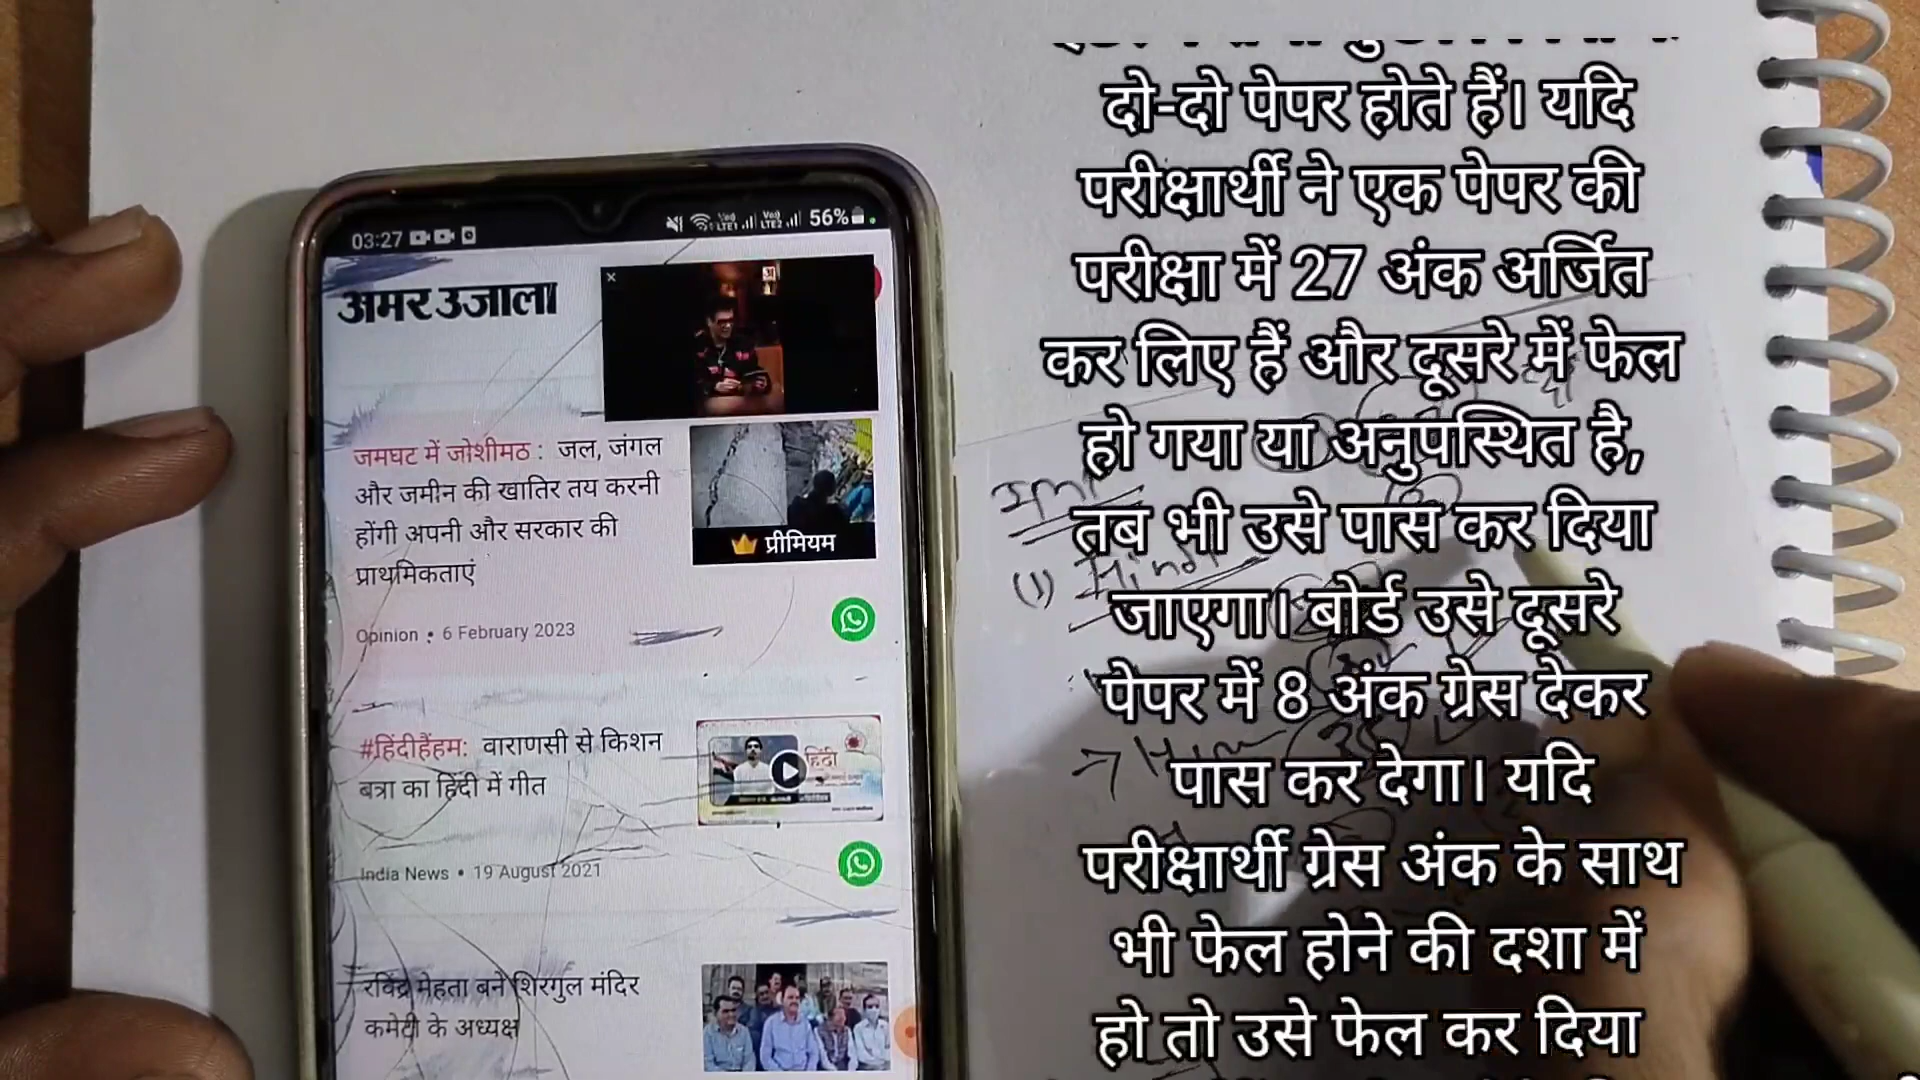 03:27
56%
अमर उजाला
जमघट में जोशीमठ : जल, जंगल
और जमीन की खातिर तय करनी
होंगी अपनी और सरकार की
प्राथमिकताएं
प्रीमियम
Opinion • 6 February 2023
#हिंदीहैंहम: वाराणसी से किशन
बत्रा का हिंदी में गीत
हिंदी
India News • 19 August 2021
रविंद्र मेहता बने शिरगुल मंदिर
कमेटी के अध्यक्ष
दो-दो पेपर होते हैं। यदि
परीक्षार्थी ने एक पेपर की
परीक्षा में 27 अंक अर्जित
कर लिए हैं और दूसरे में फेल
हो गया या अनुपस्थित है,
तब भी उसे पास कर दिया
जाएगा। बोर्ड उसे दूसरे
पेपर में 8 अंक ग्रेस देकर
पास कर देगा। यदि
परीक्षार्थी ग्रेस अंक के साथ
भी फेल होने की दशा में
हो तो उसे फेल कर दिया
(1) Hindi